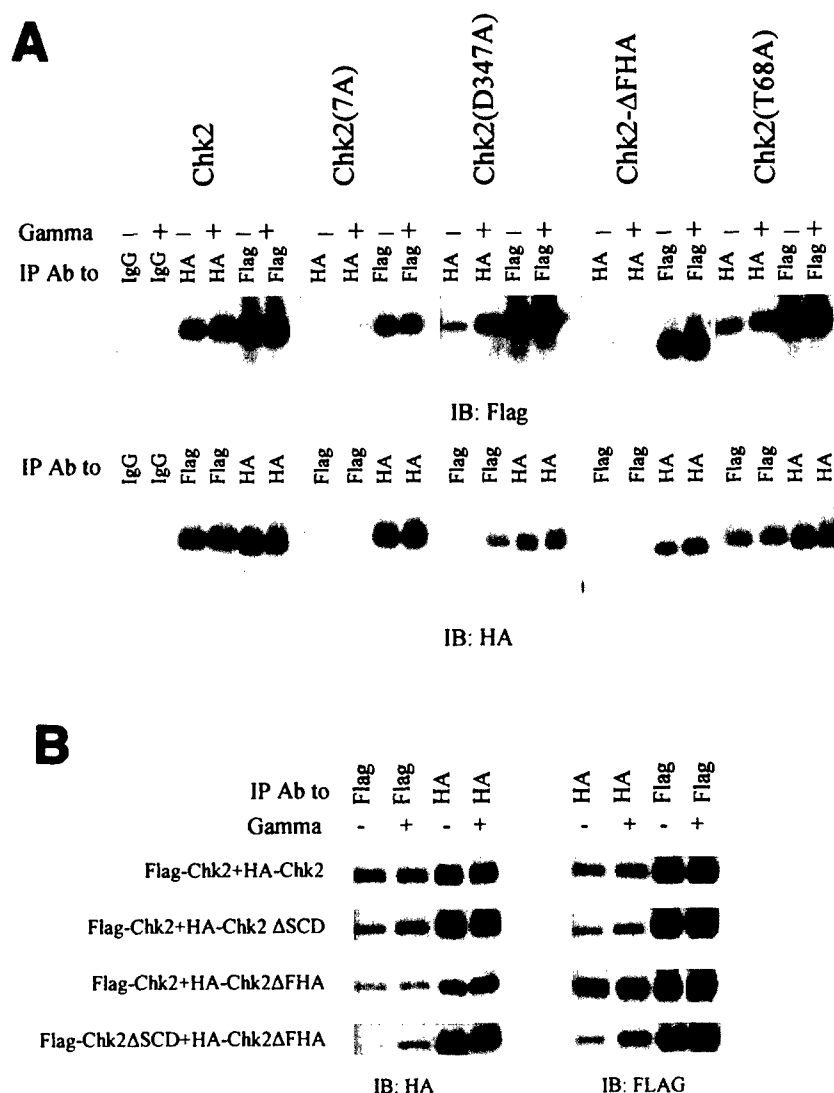 A
Chk2 Chk2(7A) Chk2(D347A) Chk2-ΔFHA Chk2(T68A)
Gamma – + – + – + – + – + – + – + – + – + – + – +
IP Ab to IgG IgG HA HA Flag Flag HA HA Flag Flag HA HA Flag Flag HA HA Flag Flag HA HA Flag Flag
IB: Flag
IP Ab to IgG IgG Flag Flag HA HA Flag Flag HA HA Flag Flag HA HA Flag Flag HA HA Flag Flag HA HA
IB: HA
B
IP Ab to Flag Flag HA HA HA HA Flag Flag
Gamma - + - + - + - +
Flag-Chk2+HA-Chk2
Flag-Chk2+HA-Chk2 ΔSCD
Flag-Chk2+HA-Chk2ΔFHA
Flag-Chk2ΔSCD+HA-Chk2ΔFHA
IB: HA IB: FLAG